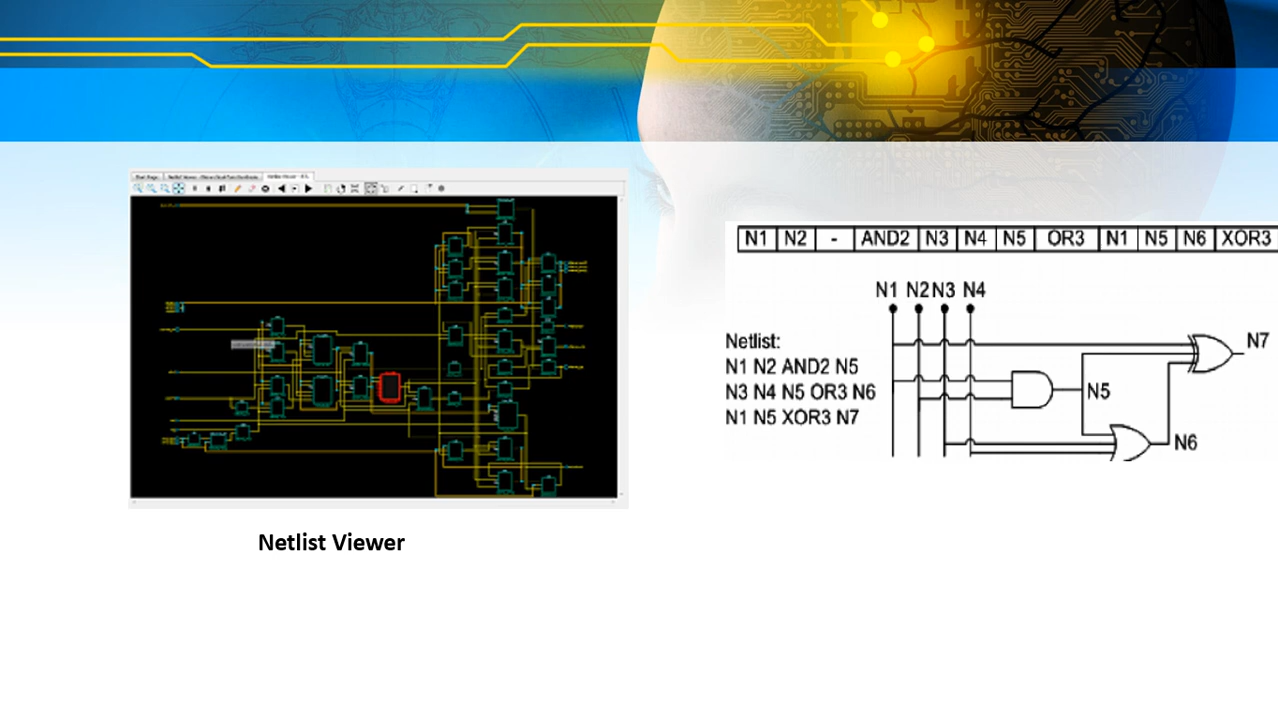 N1 N2 - AND2 N3 N4 N5 OR3 N1 N5 N6 XOR3
N1 N2 N3 N4
Netlist:
N1 N2 AND2 N5
N3 N4 N5 OR3 N6
N1 N5 XOR3 N7
N7
N5
N6
Netlist Viewer